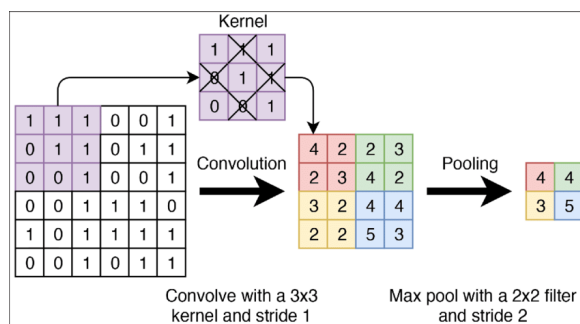 Kernel
1 1 1
0 1 1
0 0 1
1 1 1 0 0 1
0 1 1 0 1 1
0 0 1 0 0 1
0 0 1 1 1 0
1 0 1 1 1 1
0 0 1 0 1 1
Convolution
4 2 2 3
2 3 4 2
3 2 4 4
2 2 5 3
Pooling
4 4
3 5
Convolve with a 3x3
kernel and stride 1
Max pool with a 2x2 filter
and stride 2